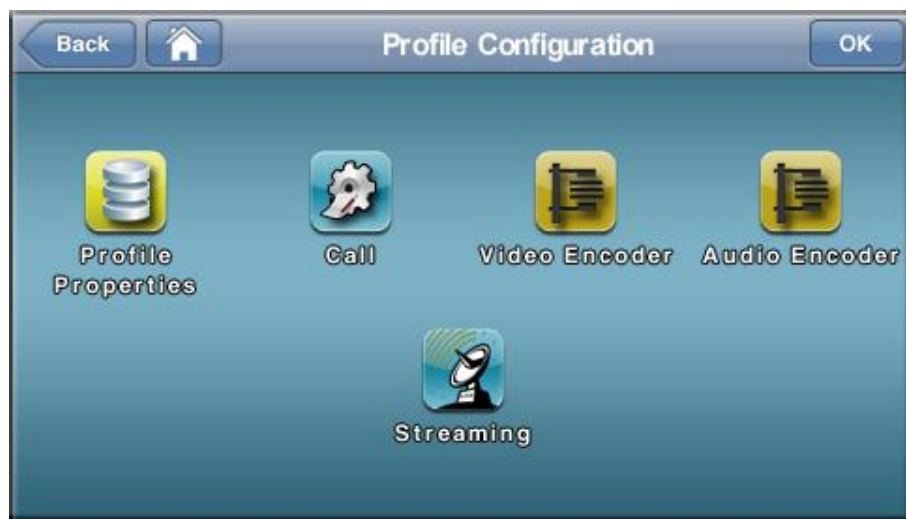 Back
Profile Configuration
OK
Profile
Properties
Call
Video Encoder
Audio Encoder
Streaming